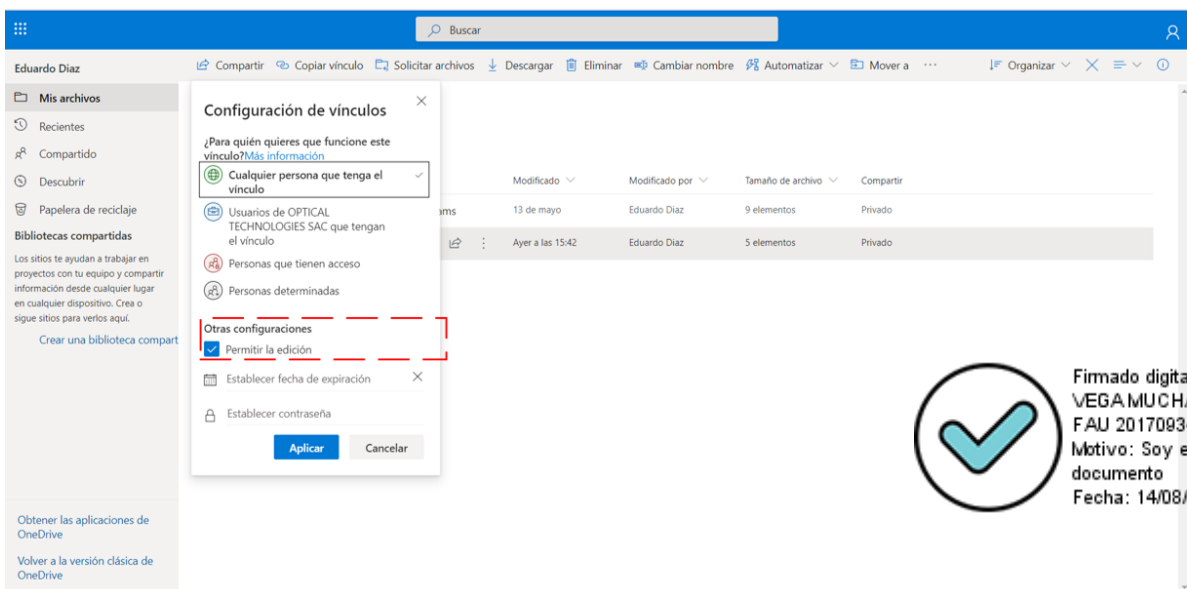 Buscar
Eduardo Diaz
Compartir
Copiar vínculo
Solicitar archivos
Descargar
Eliminar
Cambiar nombre
Automatizar
Mover a
Organizar
Mis archivos
Recientes
Compartido
Descubrir
Papelera de reciclaje
Bibliotecas compartidas
Los sitios te ayudan a trabajar en
proyectos con tu equipo y compartir
información desde cualquier lugar
en cualquier dispositivo. Crea o
sigue sitios para verlos aquí.
Crear una biblioteca compart
Obtener las aplicaciones de
OneDrive
Volver a la versión clásica de
OneDrive
Configuración de vínculos
¿Para quién quieres que funcione este
vínculo?Más información
Cualquier persona que tenga el
vínculo
Usuarios de OPTICAL
TECHNOLOGIES SAC que tengan
el vínculo
Personas que tienen acceso
Personas determinadas
Otras configuraciones
Permitir la edición
Establecer fecha de expiración
Establecer contraseña
Aplicar Cancelar
Modificado Modificado por Tamaño de archivo Compartir
ams 13 de mayo Eduardo Diaz 9 elementos Privado
Ayer a las 15:42 Eduardo Diaz 5 elementos Privado
Firmado digita
VEGA MUCH
FAU 2017093
Motivo: Soy e
documento
Fecha: 14/08/